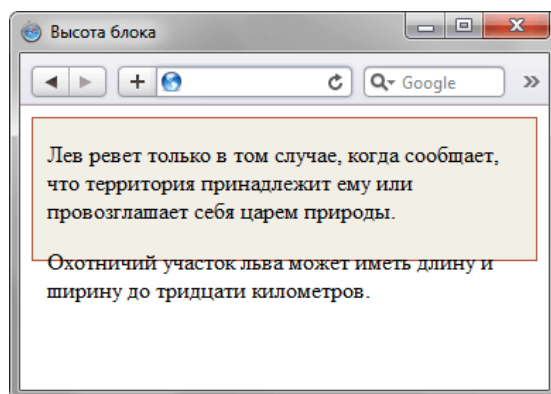 Высота блока
Google
Лев ревет только в том случае, когда сообщает,
что территория принадлежит ему или
провозглашает себя царем природы.
Охотничий участок льва может иметь длину и
ширину до тридцати километров.